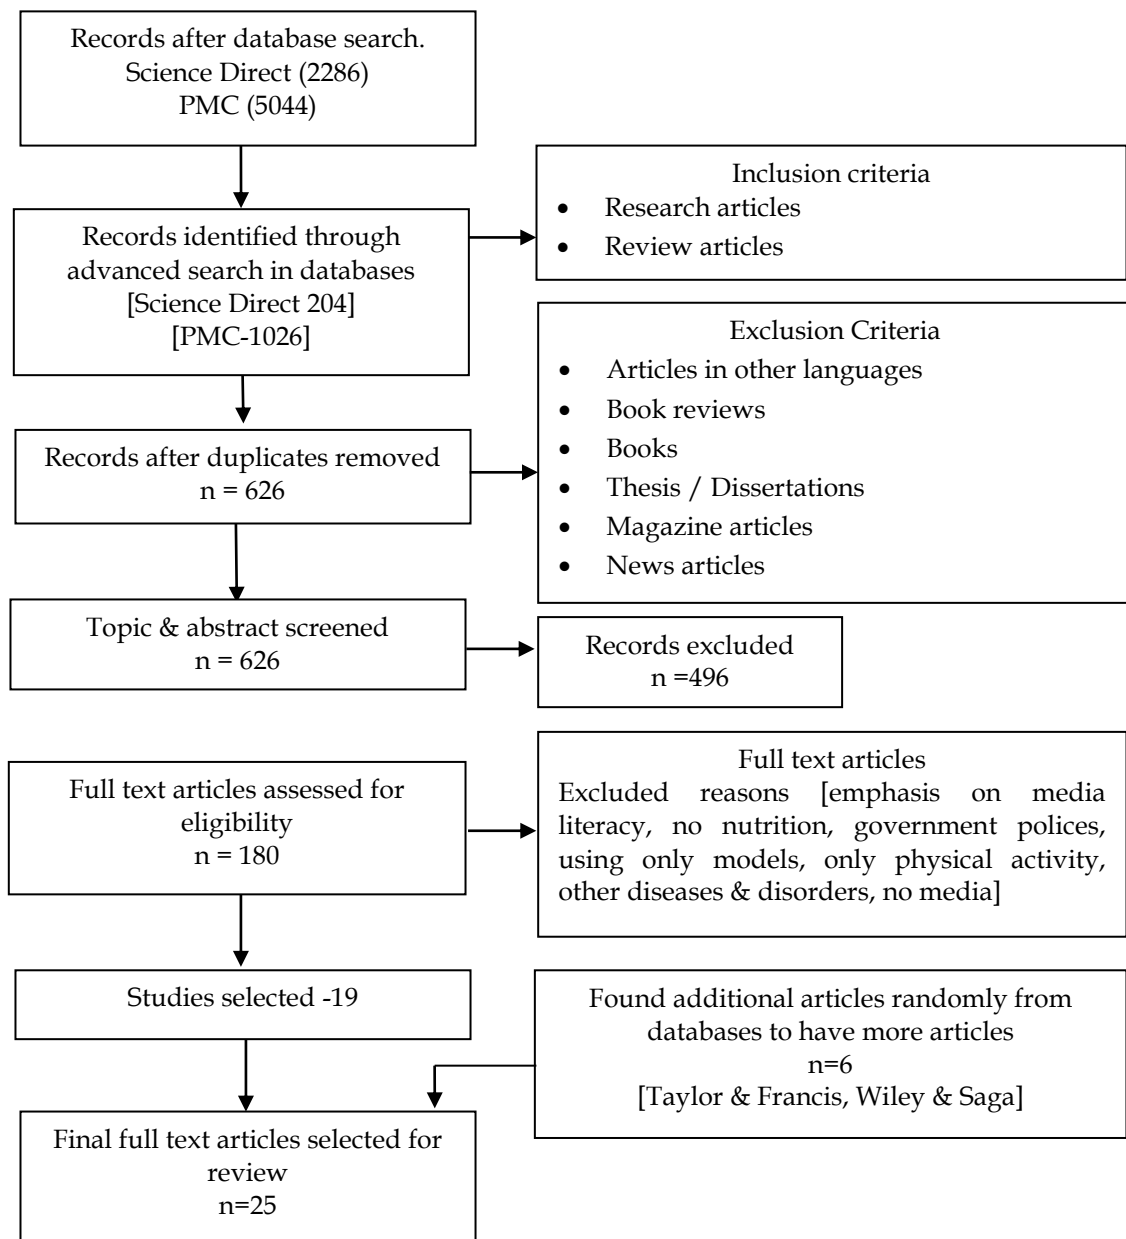 Records after database search.
Science Direct (2286)
PMC (5044)
Inclusion criteria
• Research articles
• Review articles
Records identified through
advanced search in databases
[Science Direct 204]
[PMC-1026]
Exclusion Criteria
• Articles in other languages
• Book reviews
• Books
• Thesis / Dissertations
• Magazine articles
• News articles
Records after duplicates removed
n = 626
Topic & abstract screened
n = 626
Records excluded
n =496
Full text articles assessed for
eligibility
n = 180
Full text articles
Excluded reasons [emphasis on media
literacy, no nutrition, government polices,
using only models, only physical activity,
other diseases & disorders, no media]
Studies selected -19
Found additional articles randomly from
databases to have more articles
n=6
[Taylor & Francis, Wiley & Saga]
Final full text articles selected for
review
n=25